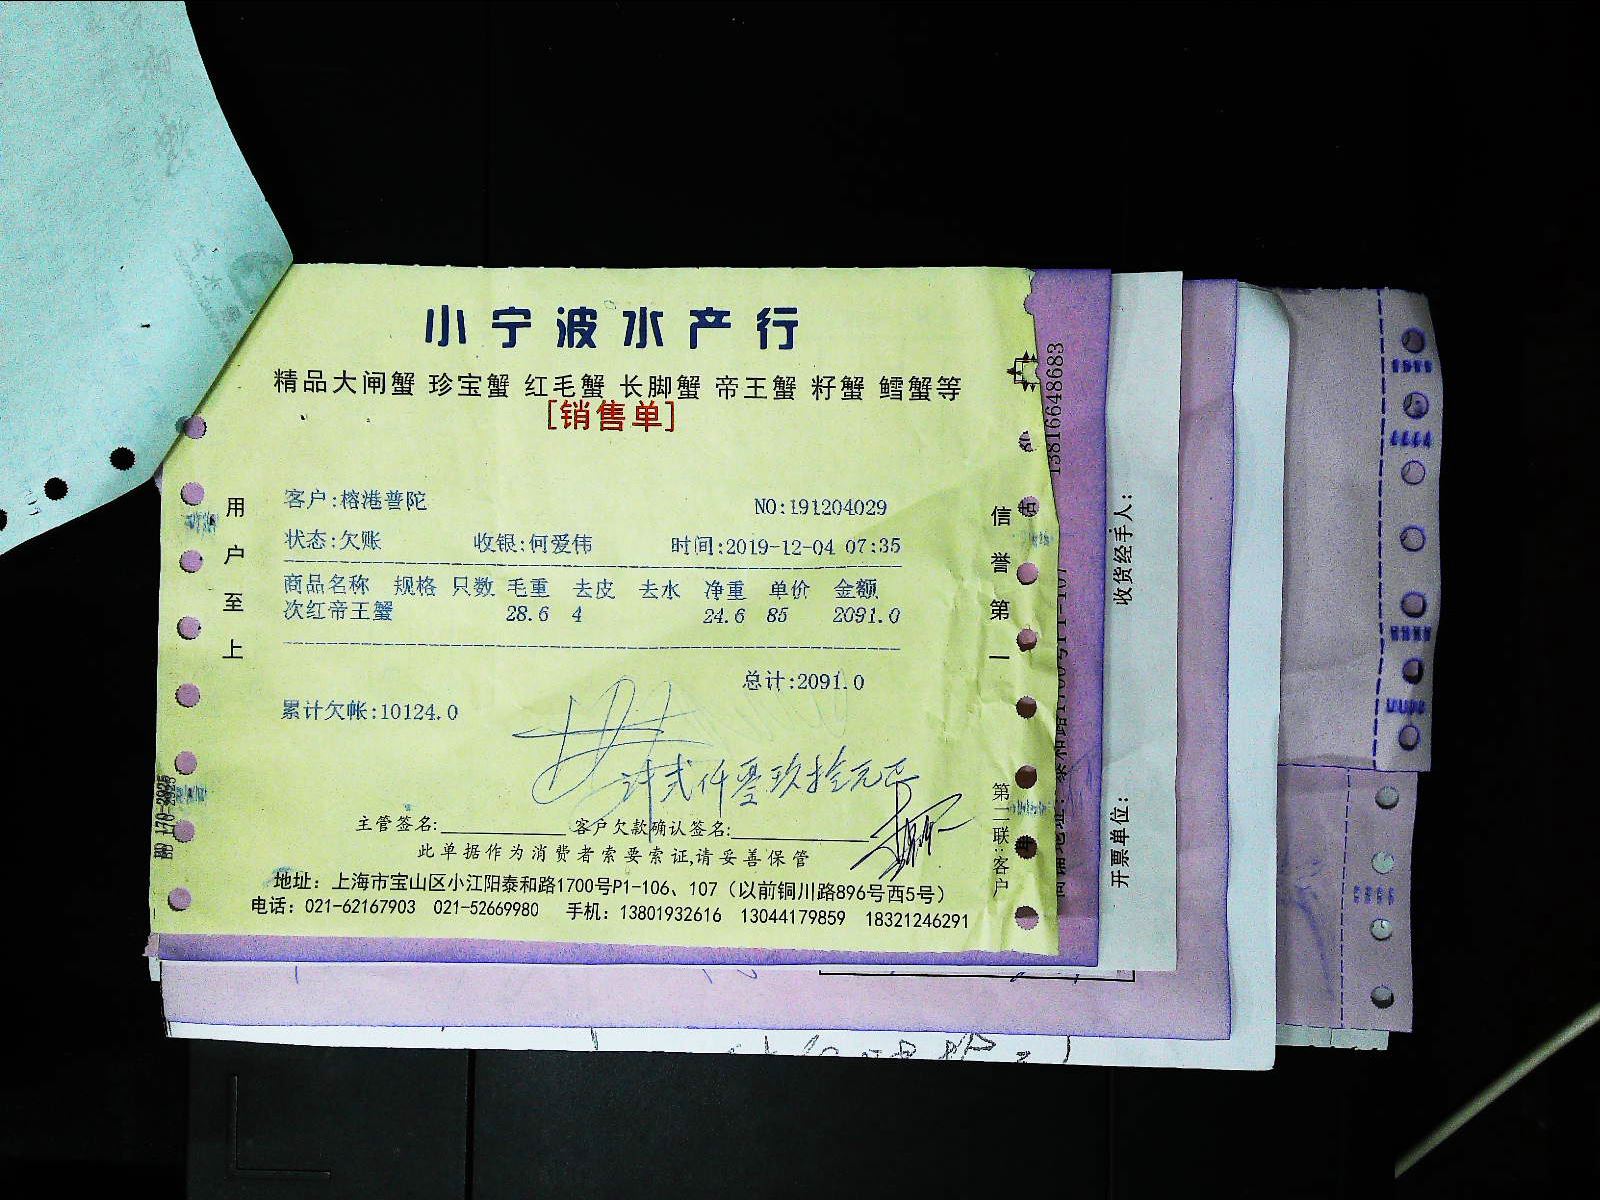 小宁波水产行
精品大闸蟹 珍宝蟹 红毛蟹 长脚蟹 帝王蟹 籽蟹 鳕蟹等
[销售单]
客户:榕港普陀 NO:191204029
状态:欠账 收银:何爱伟 时间:2019-12-04 07:35
商品名称 规格 只数 毛重 去皮 去水 净重 单价 金额
次红帝王蟹 28.6 4 24.6 85 2091.0
总计:2091.0
累计欠帐:10124.0
计贰仟零玖拾元正
主管签名: 客户欠款确认签名:
此单据作为消费者索要索证,请妥善保管
地址：上海市宝山区小江阳泰和路1700号P1-106、107（以前铜川路896号西5号）
电话：021-62167903 021-52669980 手机：13801932616 13044179859 18321246291
用户至上
信誉第一
第二联:客户
13816648683
收货经手人：
开票单位：